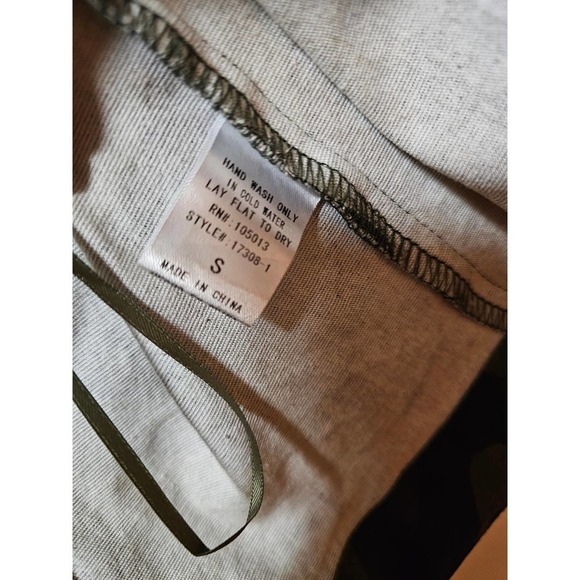 HAND WASH ONLY
IN COLD WATER
LAY FLAT TO DRY
RN#:105013
STYLE#:17308-1
S
MADE IN CHINA